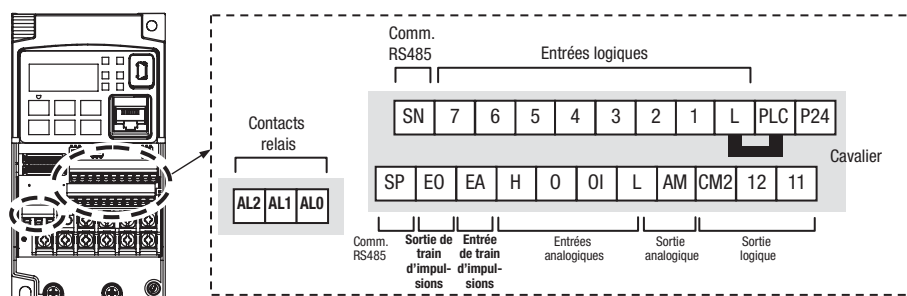 Comm.
RS485
Entrées logiques
SN 7 6 5 4 3 2 1 L PLC P24
Cavalier
Contacts
relais
AL2 AL1 AL0
SP EO EA H O OI L AM CM2 12 11
Comm.
RS485
Sortie de
train
d'impul-
sions
Entrée
de train
d'impul-
sions
Entrées
analogiques
Sortie
analogique
Sortie
logique